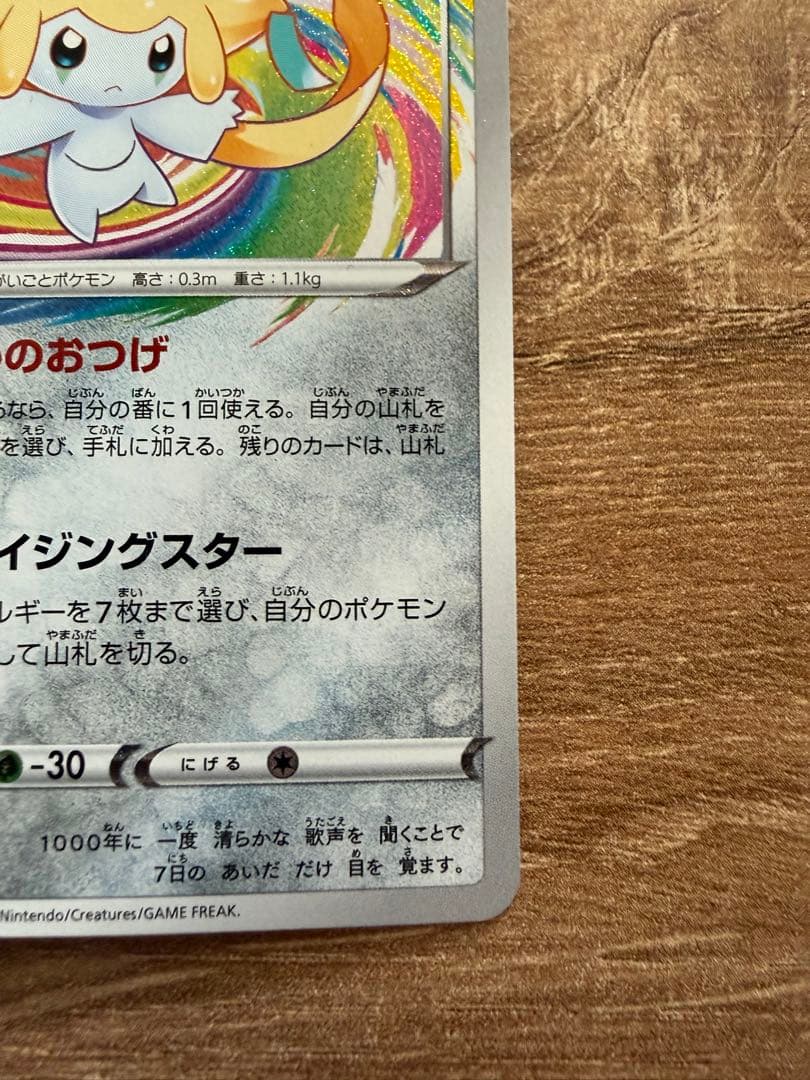 がいごとポケモン 高さ：0.3m 重さ：1.1kg
のおつげ
なら、自分の番に1回使える。自分の山札を
を選び、手札に加える。残りのカードは、山札
イジングスター
ルギーを7枚まで選び、自分のポケモン
して山札を切る。
-30 にげる
1000年に 一度 清らかな 歌声を 聞くことで
7日の あいだ だけ 目を 覚ます。
Nintendo/Creatures/GAME FREAK.